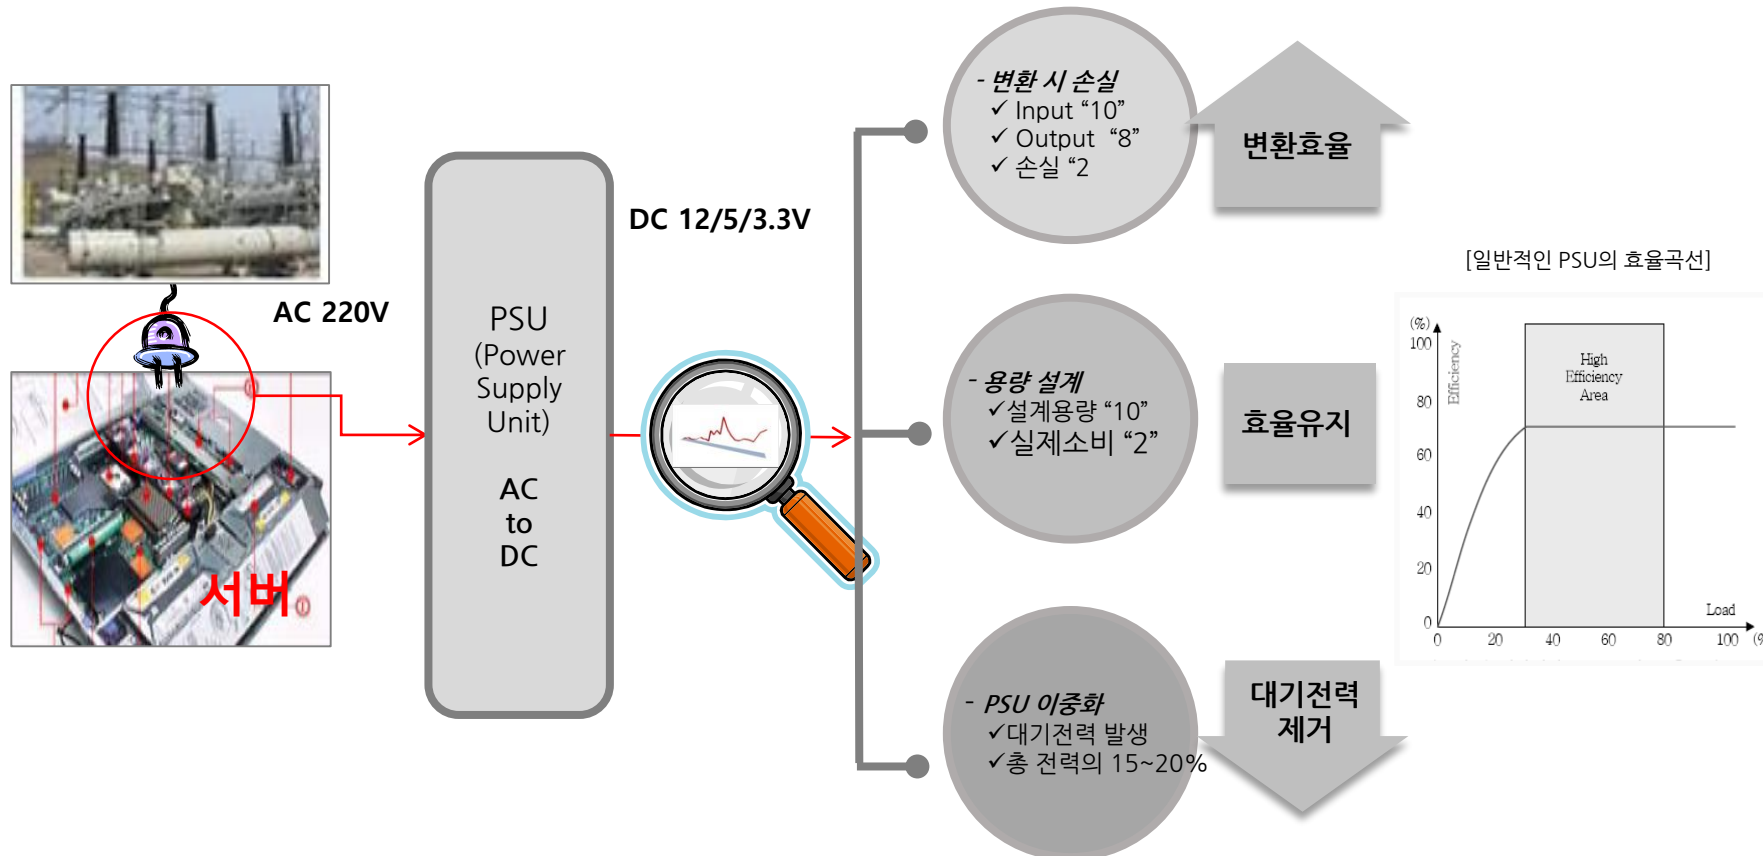 AC 220V
서버
PSU
(Power
Supply
Unit)
AC
to
DC
DC 12/5/3.3V
- 변환 시 손실
✓ Input “10”
✓ Output “8”
✓ 손실 “2
변환효율
- 용량 설계
✓설계용량 “10”
✓실제소비 “2”
효율유지
- PSU 이중화
✓대기전력 발생
✓총 전력의 15~20%
대기전력
제거
[일반적인 PSU의 효율곡선]
(%)
100
80
60
40
20
0
Efficiency
High
Efficiency
Area
Load
0 20 40 60 80 100 (%